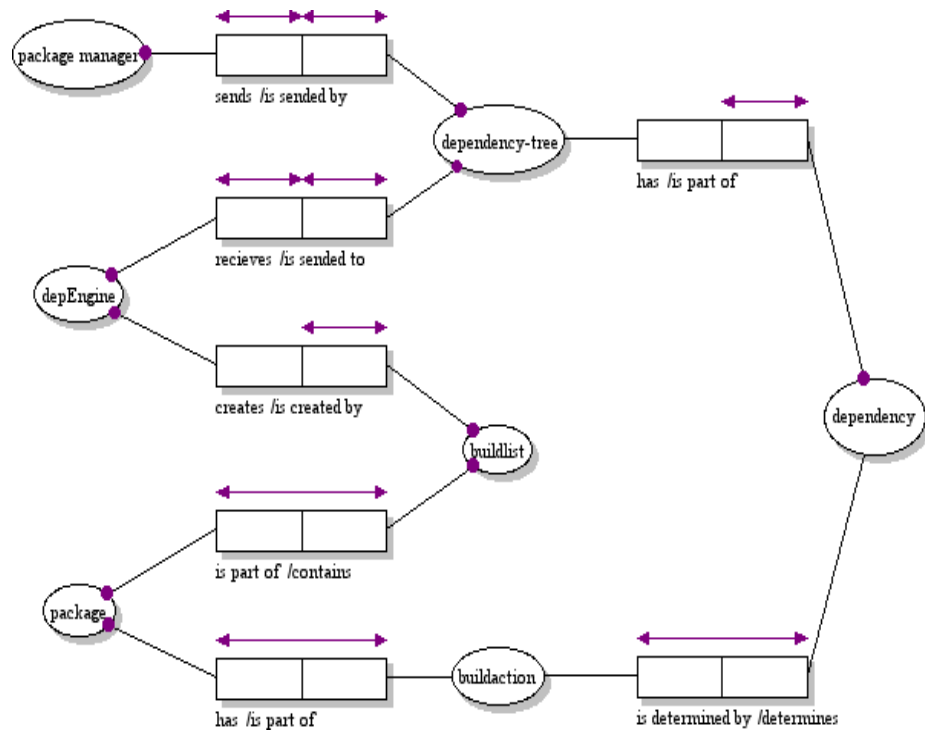 package manager
sends /is sended by
dependency-tree
has /is part of
recieves /is sended to
depEngine
creates /is created by
dependency
buildlist
is part of /contains
package
buildaction
has /is part of
is determined by /determines